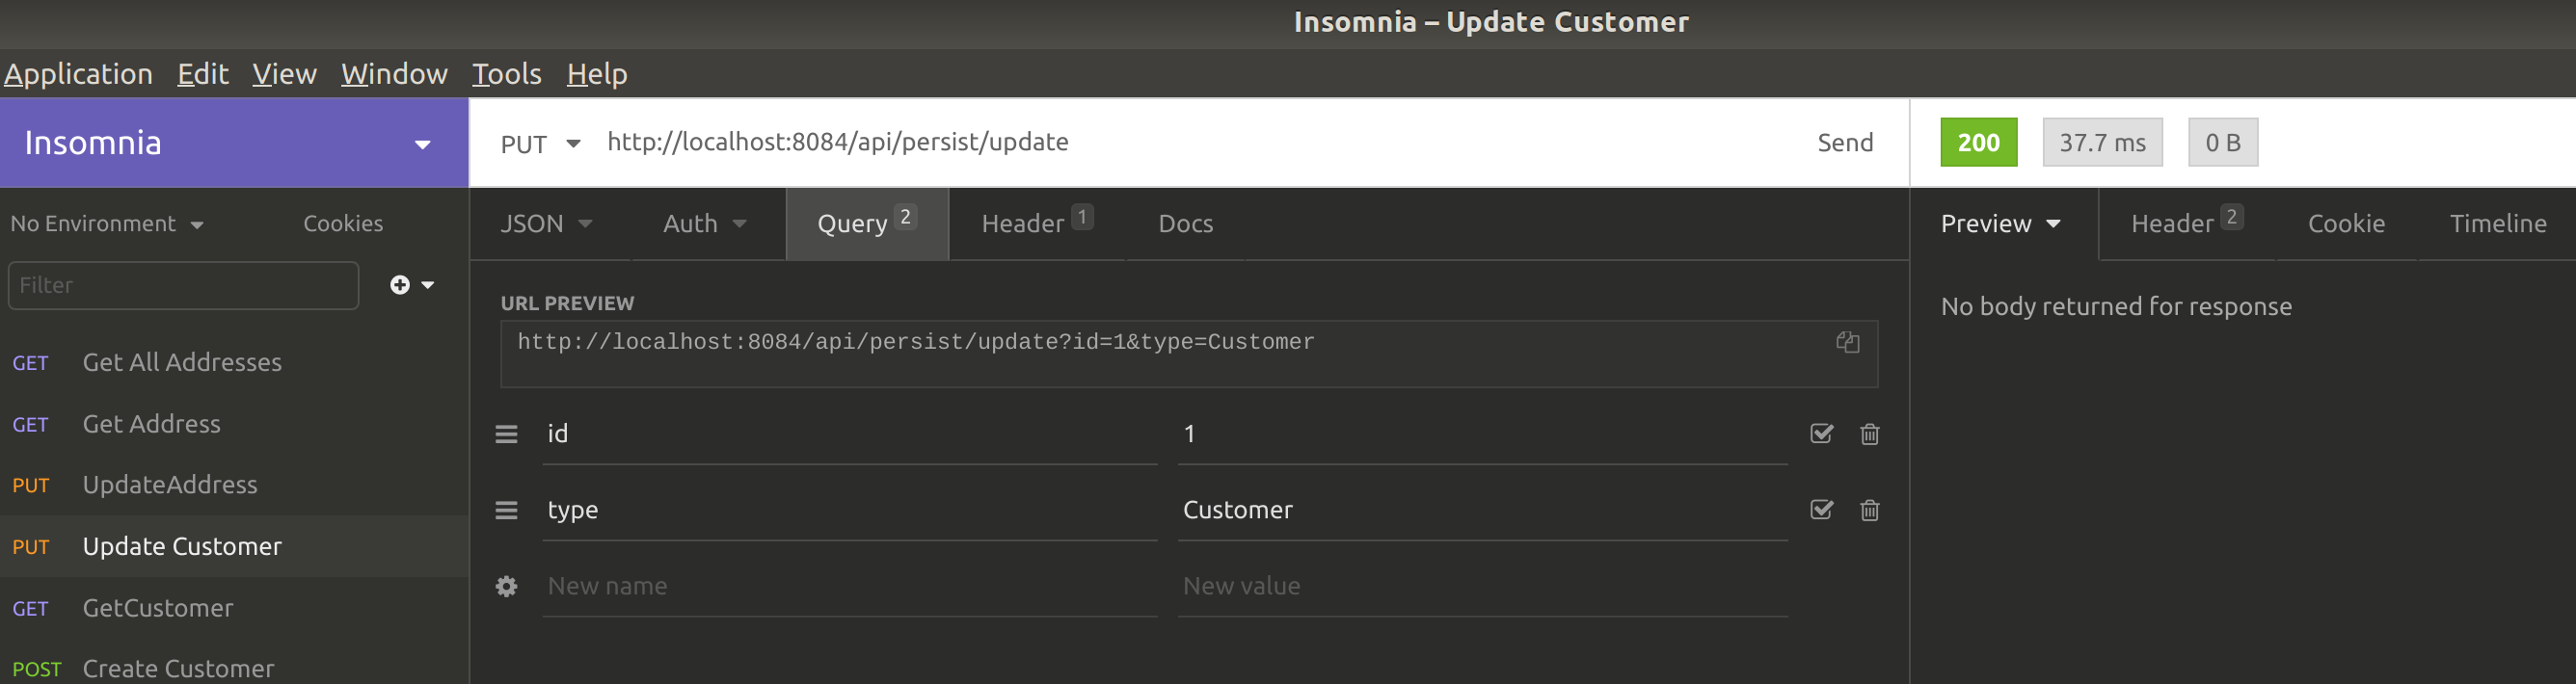 Insomnia – Update Customer
Application Edit View Window Tools Help
Insomnia
PUT http://localhost:8084/api/persist/update Send
200 37.7 ms 0 B
No Environment Cookies
JSON Auth Query 2 Header 1 Docs
Preview Header 2 Cookie Timeline
Filter
URL PREVIEW
http://localhost:8084/api/persist/update?id=1&type=Customer
No body returned for response
GET Get All Addresses
GET Get Address
PUT UpdateAddress
PUT Update Customer
GET GetCustomer
POST Create Customer
id 1
type Customer
New name New value